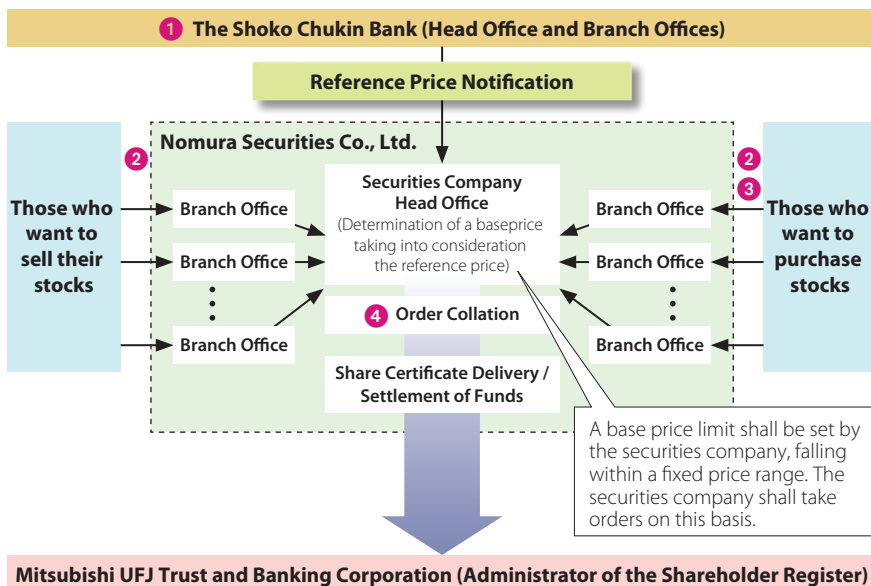 1 The Shoko Chukin Bank (Head Office and Branch Offices)
Reference Price Notification
Nomura Securities Co., Ltd.
2
Those who
want to
sell their
stocks
Branch Office
Branch Office
Branch Office
Securities Company
Head Office
(Determination of a baseprice
taking into consideration
the reference price)
4 Order Collation
Share Certificate Delivery /
Settlement of Funds
Branch Office
Branch Office
Branch Office
2
3
Those who
want to
purchase
stocks
A base price limit shall be set by
the securities company, falling
within a fixed price range. The
securities company shall take
orders on this basis.
Mitsubishi UFJ Trust and Banking Corporation (Administrator of the Shareholder Register)